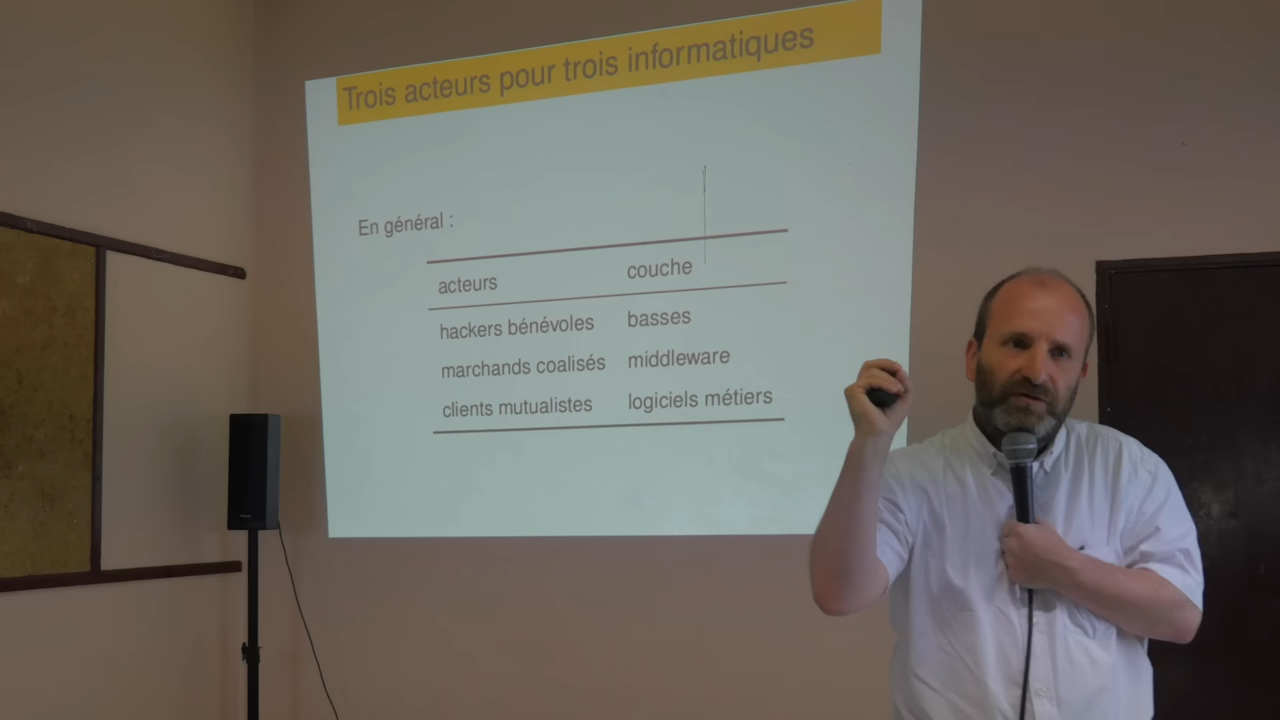 Trois acteurs pour trois informatiques
En général :
acteurs couche
hackers bénévoles basses
marchands coalisés middleware
clients mutualistes logiciels métiers